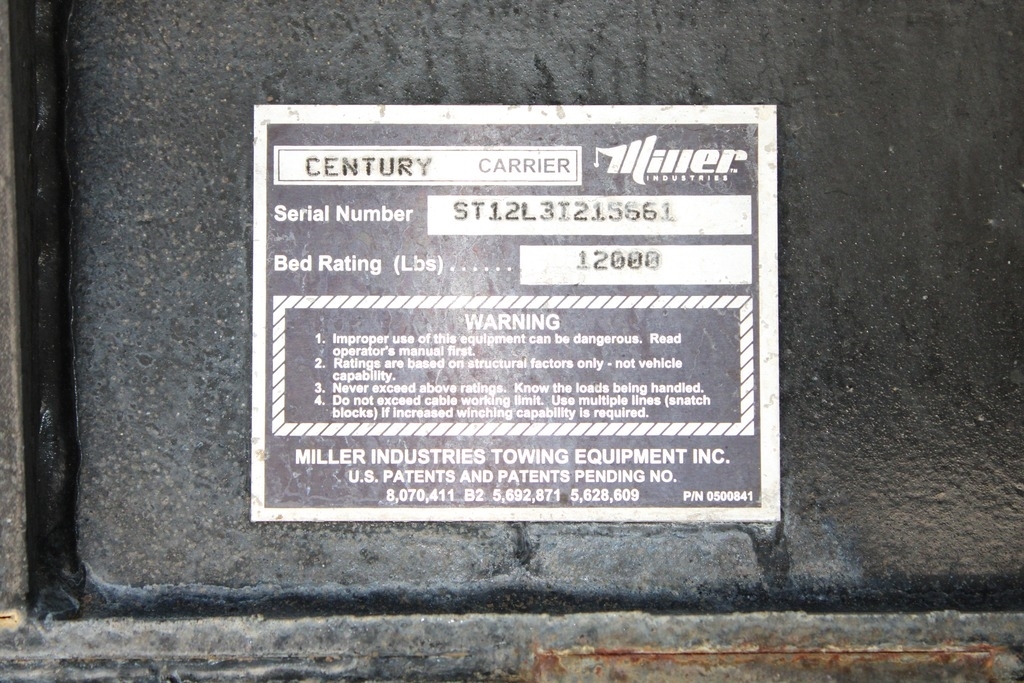 CENTURY CARRIER
Miller INDUSTRIES ™
Serial Number ST12L3I215661
Bed Rating (Lbs) . . . . . . 12000
WARNING
1. Improper use of this equipment can be dangerous. Read
operator's manual first.
2. Ratings are based on structural factors only - not vehicle
capability.
3. Never exceed above ratings. Know the loads being handled.
4. Do not exceed cable working limit. Use multiple lines (snatch
blocks) if increased winching capability is required.
MILLER INDUSTRIES TOWING EQUIPMENT INC.
U.S. PATENTS AND PATENTS PENDING NO.
8,070,411 B2 5,692,871 5,628,609 P/N 0500841